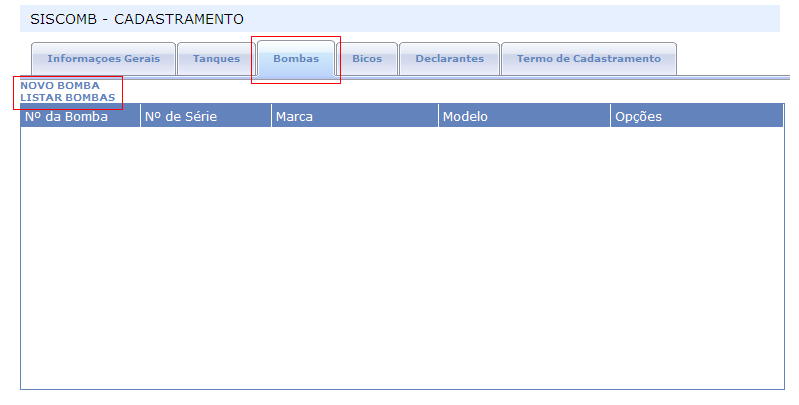 SISCOMB - CADASTRAMENTO
Informaçoes Gerais Tanques Bombas Bicos Declarantes Termo de Cadastramento
NOVO BOMBA
LISTAR BOMBAS
Nº da Bomba Nº de Série Marca Modelo Opções